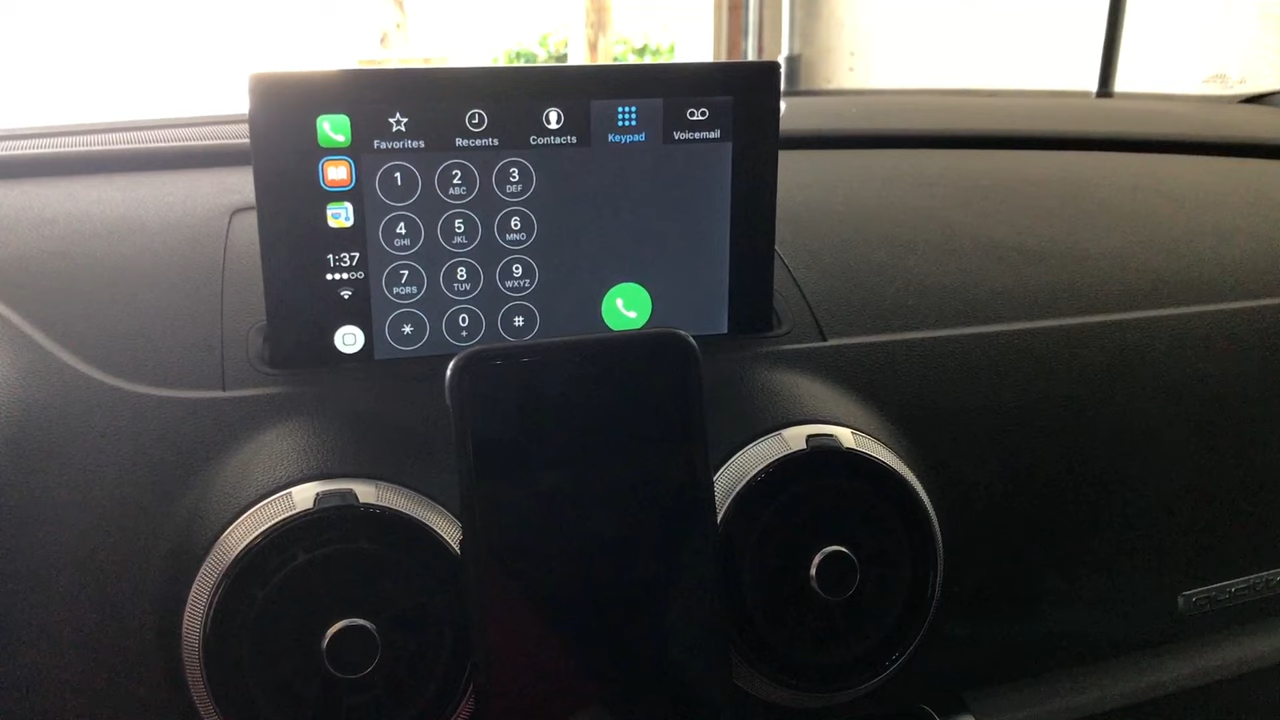 Favorites
Recents
Contacts
Keypad
Voicemail
1
2
ABC
3
DEF
4
GHI
5
JKL
6
MNO
1:37
7
PQRS
8
TUV
9
WXYZ
*
0
+
#
quattro